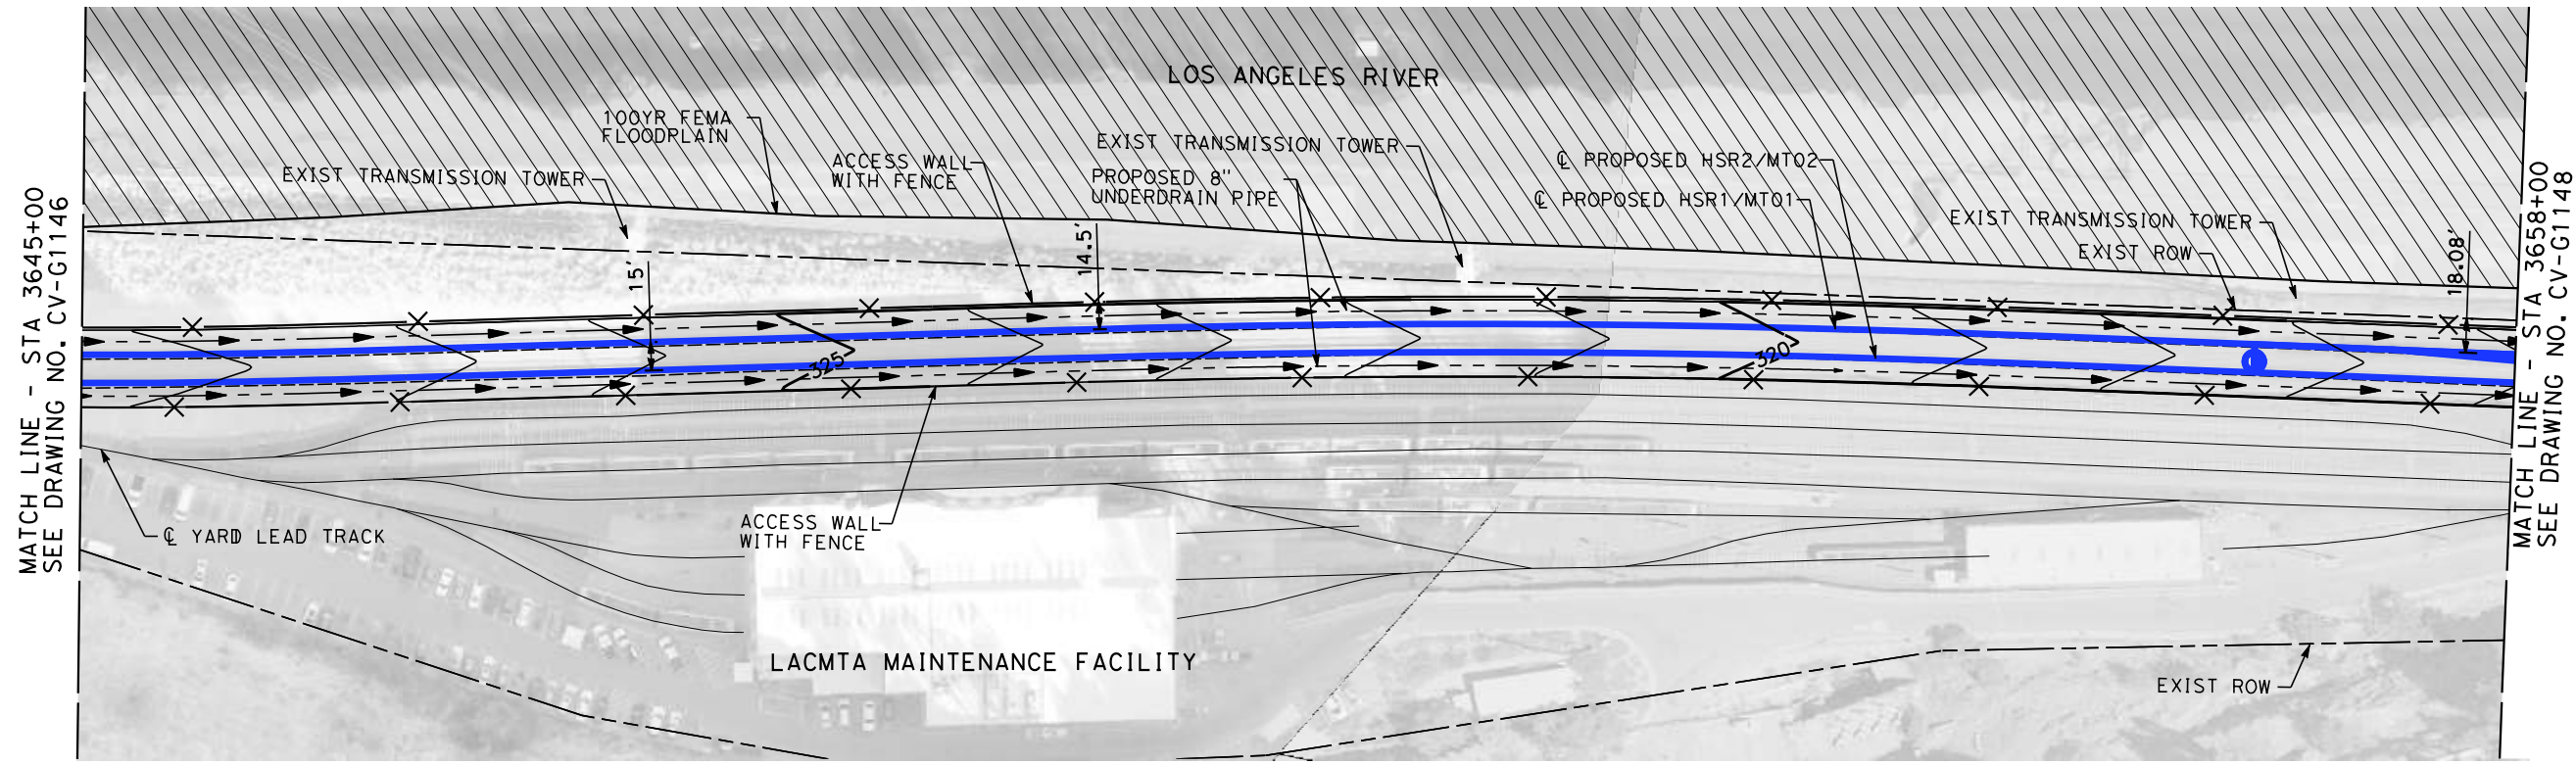 LOS ANGELES RIVER
100YR FEMA
FLOODPLAIN
EXIST TRANSMISSION TOWER
ACCESS WALL
WITH FENCE
EXIST TRANSMISSION TOWER
PROPOSED 8"
UNDERDRAIN PIPE
℄ PROPOSED HSR2/MT02
℄ PROPOSED HSR1/MT01
EXIST TRANSMISSION TOWER
EXIST ROW
15'
14.5'
18.08'
325
320
MATCH LINE - STA 3645+00
SEE DRAWING NO. CV-G1146
MATCH LINE - STA 3658+00
SEE DRAWING NO. CV-G1148
℄ YARD LEAD TRACK
ACCESS WALL
WITH FENCE
LACMTA MAINTENANCE FACILITY
EXIST ROW